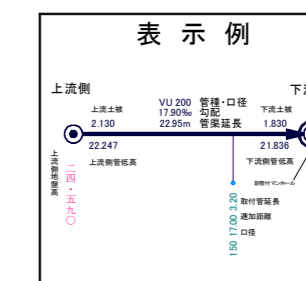 表示例
上流側
下流
上流土被
2.130
VU 200 管種・口径
17.90‰ 勾配
22.95m 管渠延長
下流土被
1.830
22.247
上流側管低高
21.836
下流側管低高
上流側地盤高
二四・五九〇
副管付マンホール
3.20 取付管延長
17.00 逓加距離
150 口径